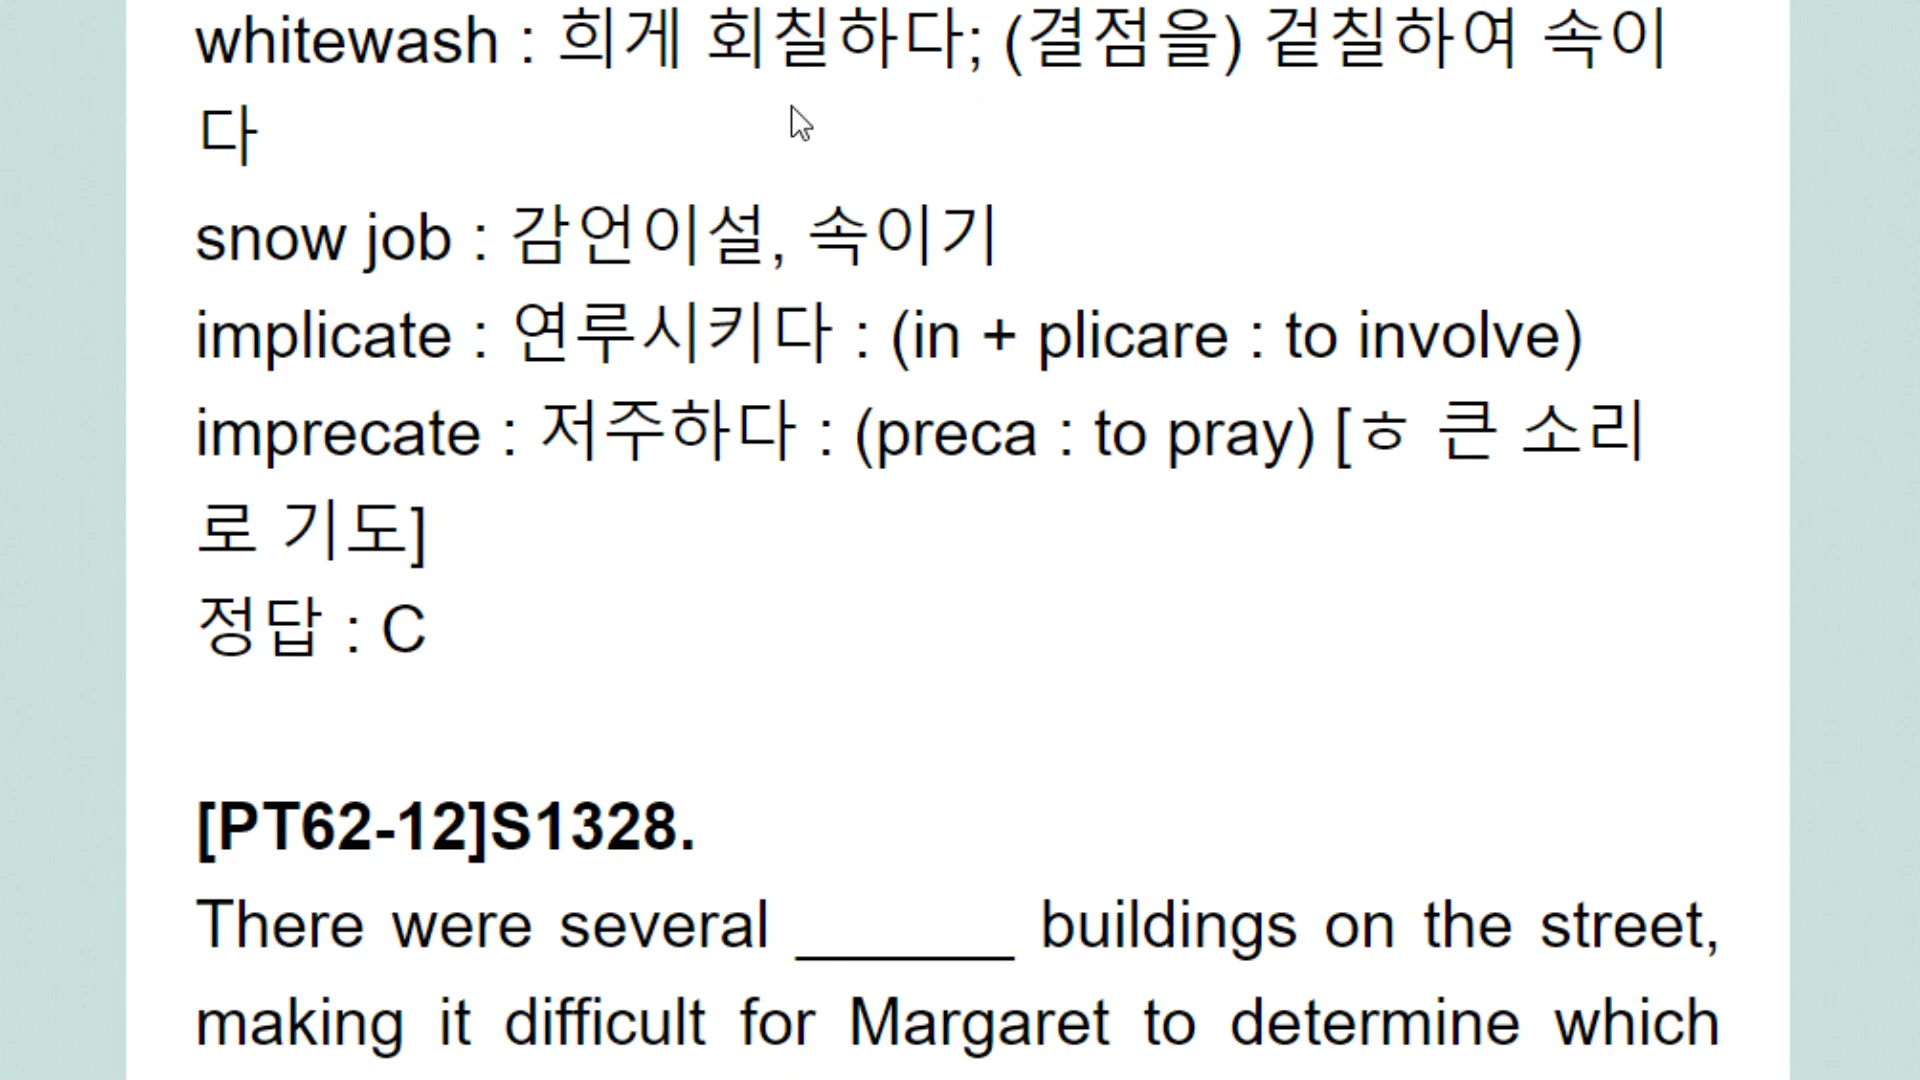 whitewash : 희게 회칠하다; (결점을) 겉칠하여 속이
다
snow job : 감언이설, 속이기
implicate : 연루시키다 : (in + plicare : to involve)
imprecate : 저주하다 : (preca : to pray) [ㅎ 큰 소리
로 기도]
정답 : C
[PT62-12]S1328.
There were several _______ buildings on the street,
making it difficult for Margaret to determine which